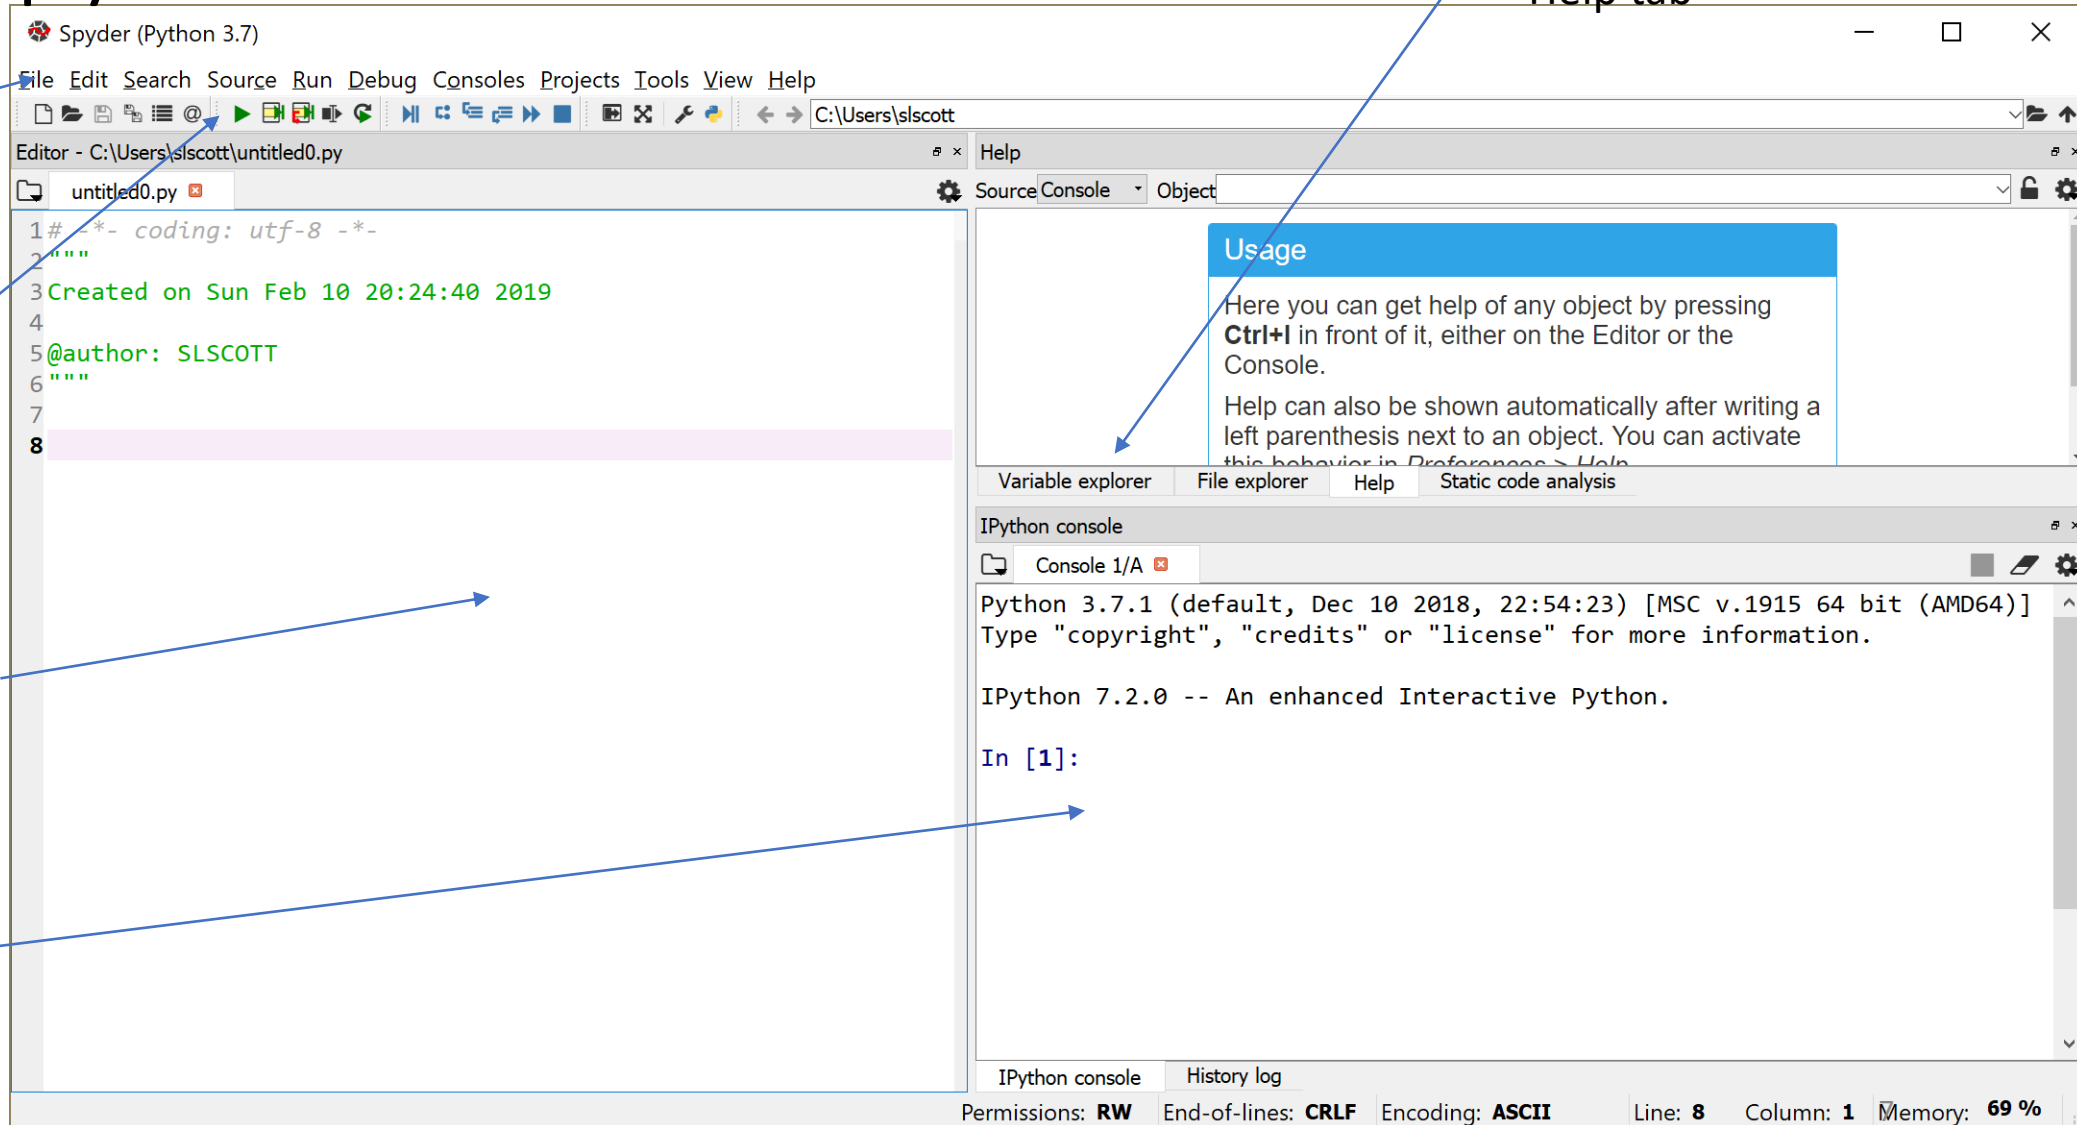 Help tab
Spyder (Python 3.7)
File Edit Search Source Run Debug Consoles Projects Tools View Help
C:\Users\slscott
Editor - C:\Users\slscott\untitled0.py
untitled0.py
1 # -*- coding: utf-8 -*-
2 """
3 Created on Sun Feb 10 20:24:40 2019
4
5 @author: SLSCOTT
6 """
7
8
Help
Source Console Object
Usage
Here you can get help of any object by pressing
Ctrl+I in front of it, either on the Editor or the
Console.
Help can also be shown automatically after writing a
left parenthesis next to an object. You can activate
this behavior in Preferences > Help.
Variable explorer File explorer Help Static code analysis
IPython console
Console 1/A
Python 3.7.1 (default, Dec 10 2018, 22:54:23) [MSC v.1915 64 bit (AMD64)]
Type "copyright", "credits" or "license" for more information.
IPython 7.2.0 -- An enhanced Interactive Python.
In [1]:
IPython console History log
Permissions: RW End-of-lines: CRLF Encoding: ASCII Line: 8 Column: 1 Memory: 69 %